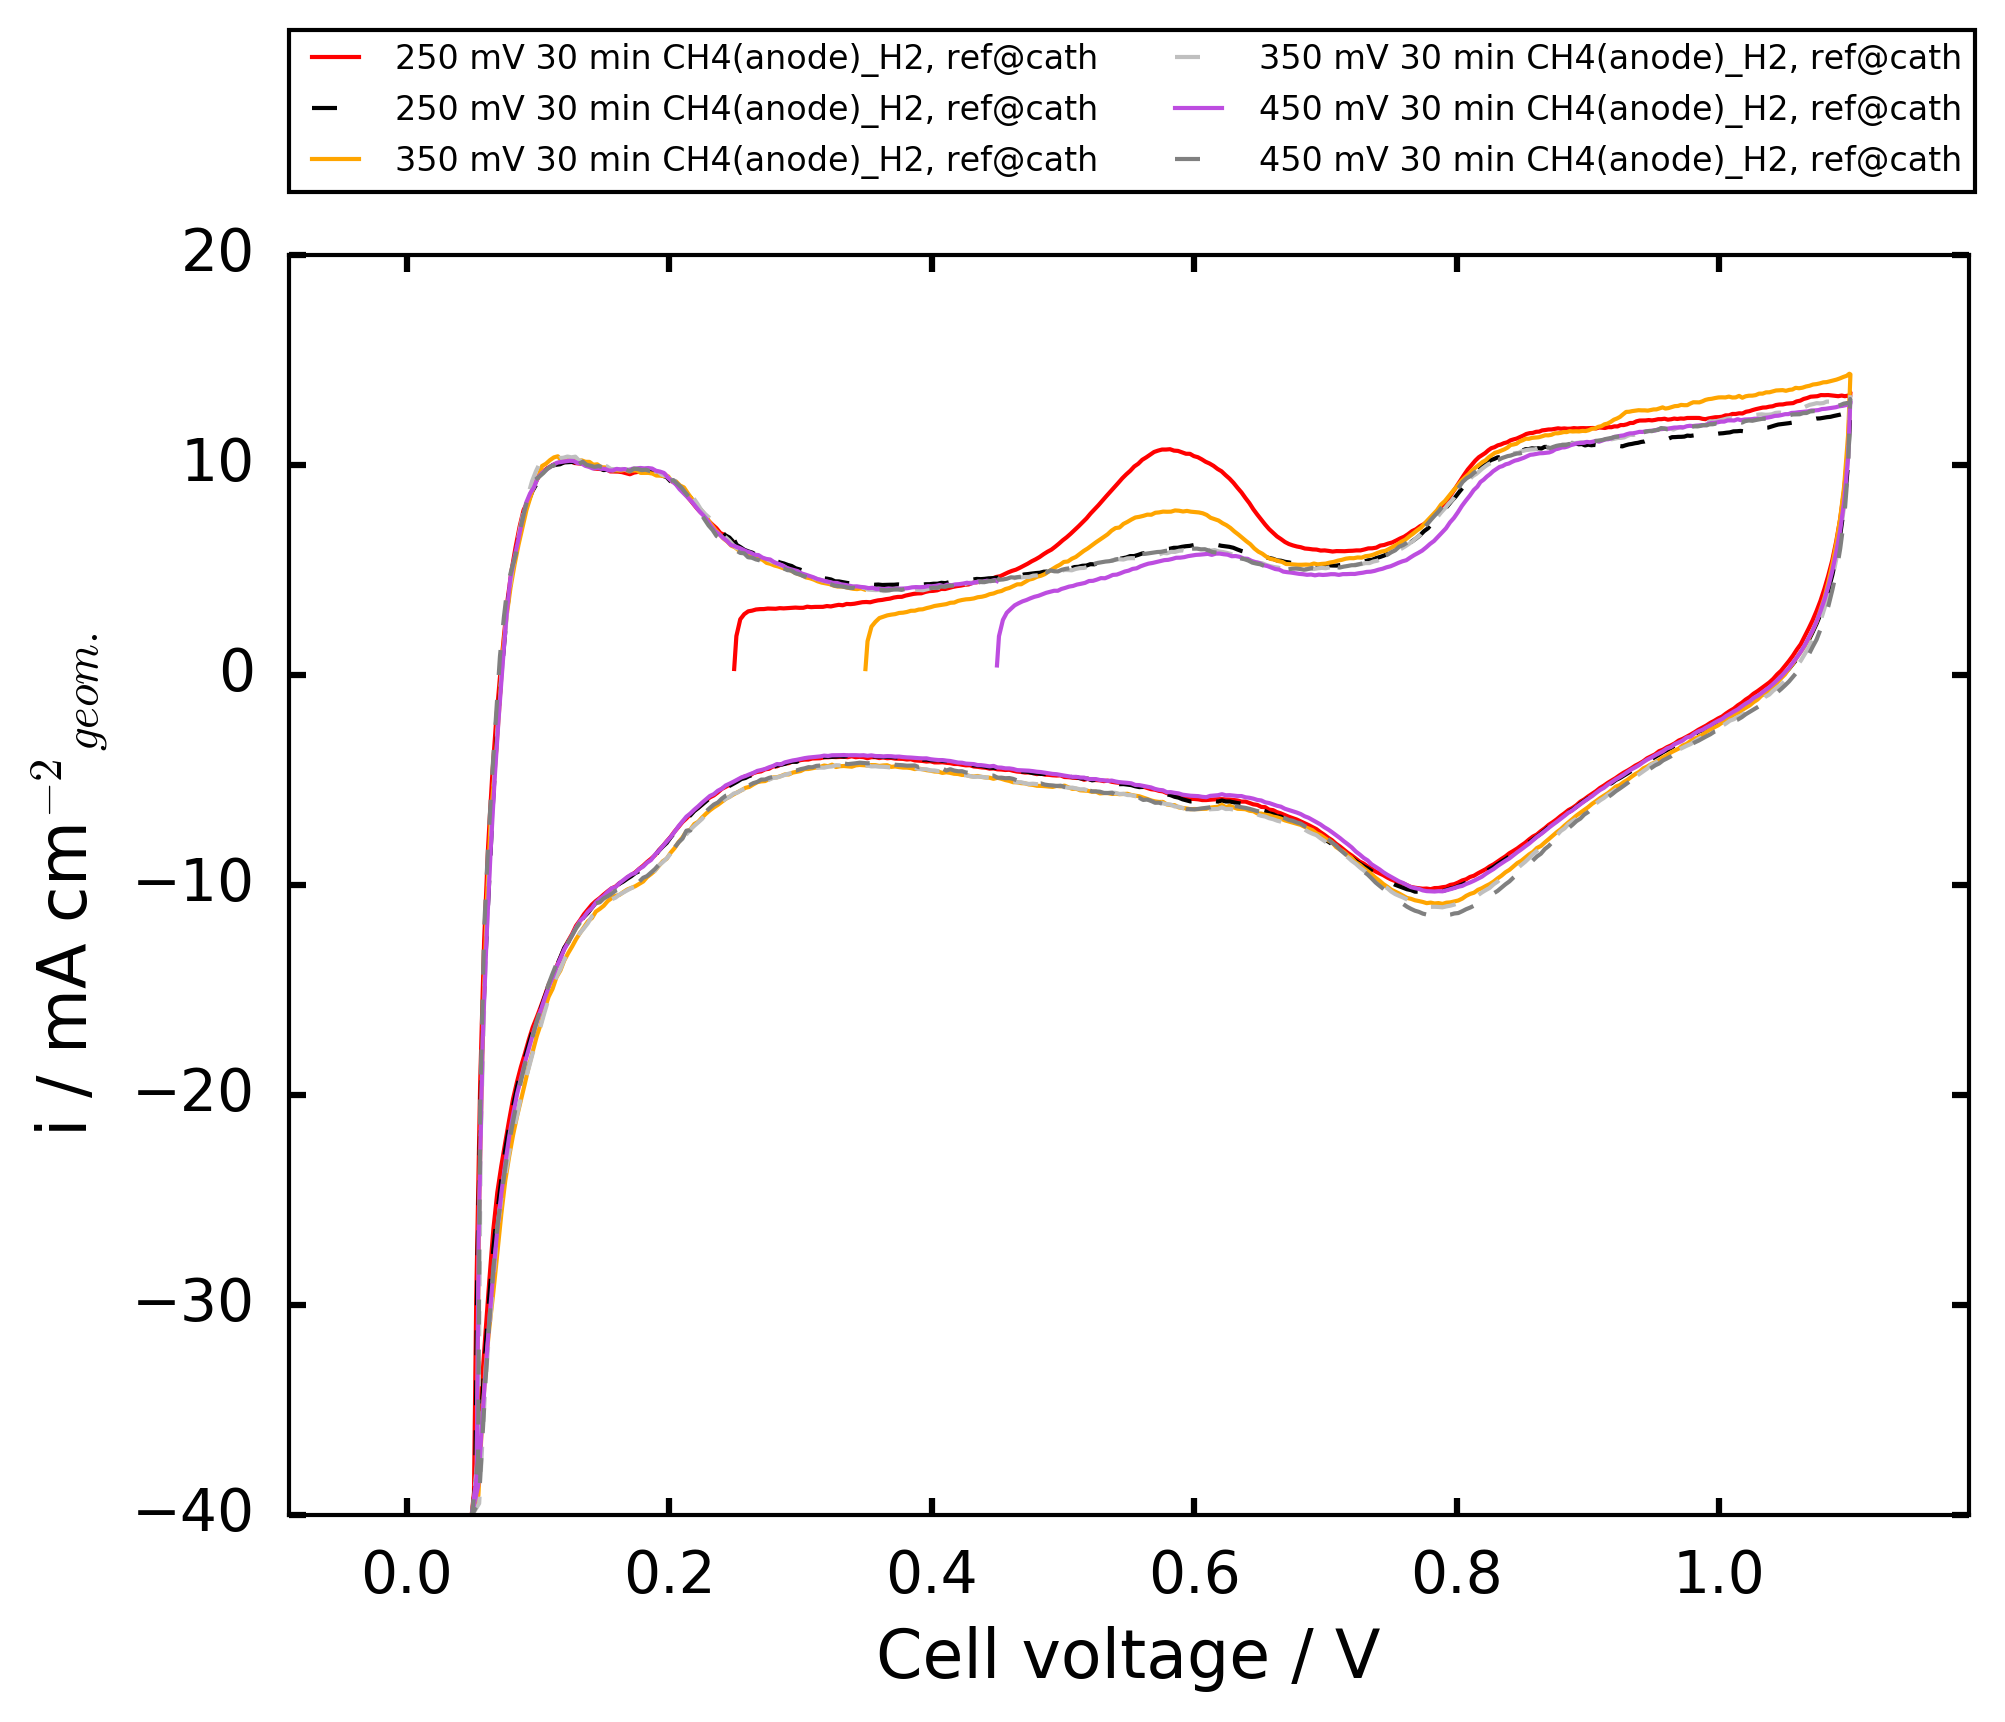 250 mV 30 min CH4(anode)_H2, ref@cath
250 mV 30 min CH4(anode)_H2, ref@cath
350 mV 30 min CH4(anode)_H2, ref@cath
350 mV 30 min CH4(anode)_H2, ref@cath
450 mV 30 min CH4(anode)_H2, ref@cath
450 mV 30 min CH4(anode)_H2, ref@cath
20
10
0
−10
−20
−30
−40
i / mA cm⁻² geom.
0.0 0.2 0.4 0.6 0.8 1.0
Cell voltage / V